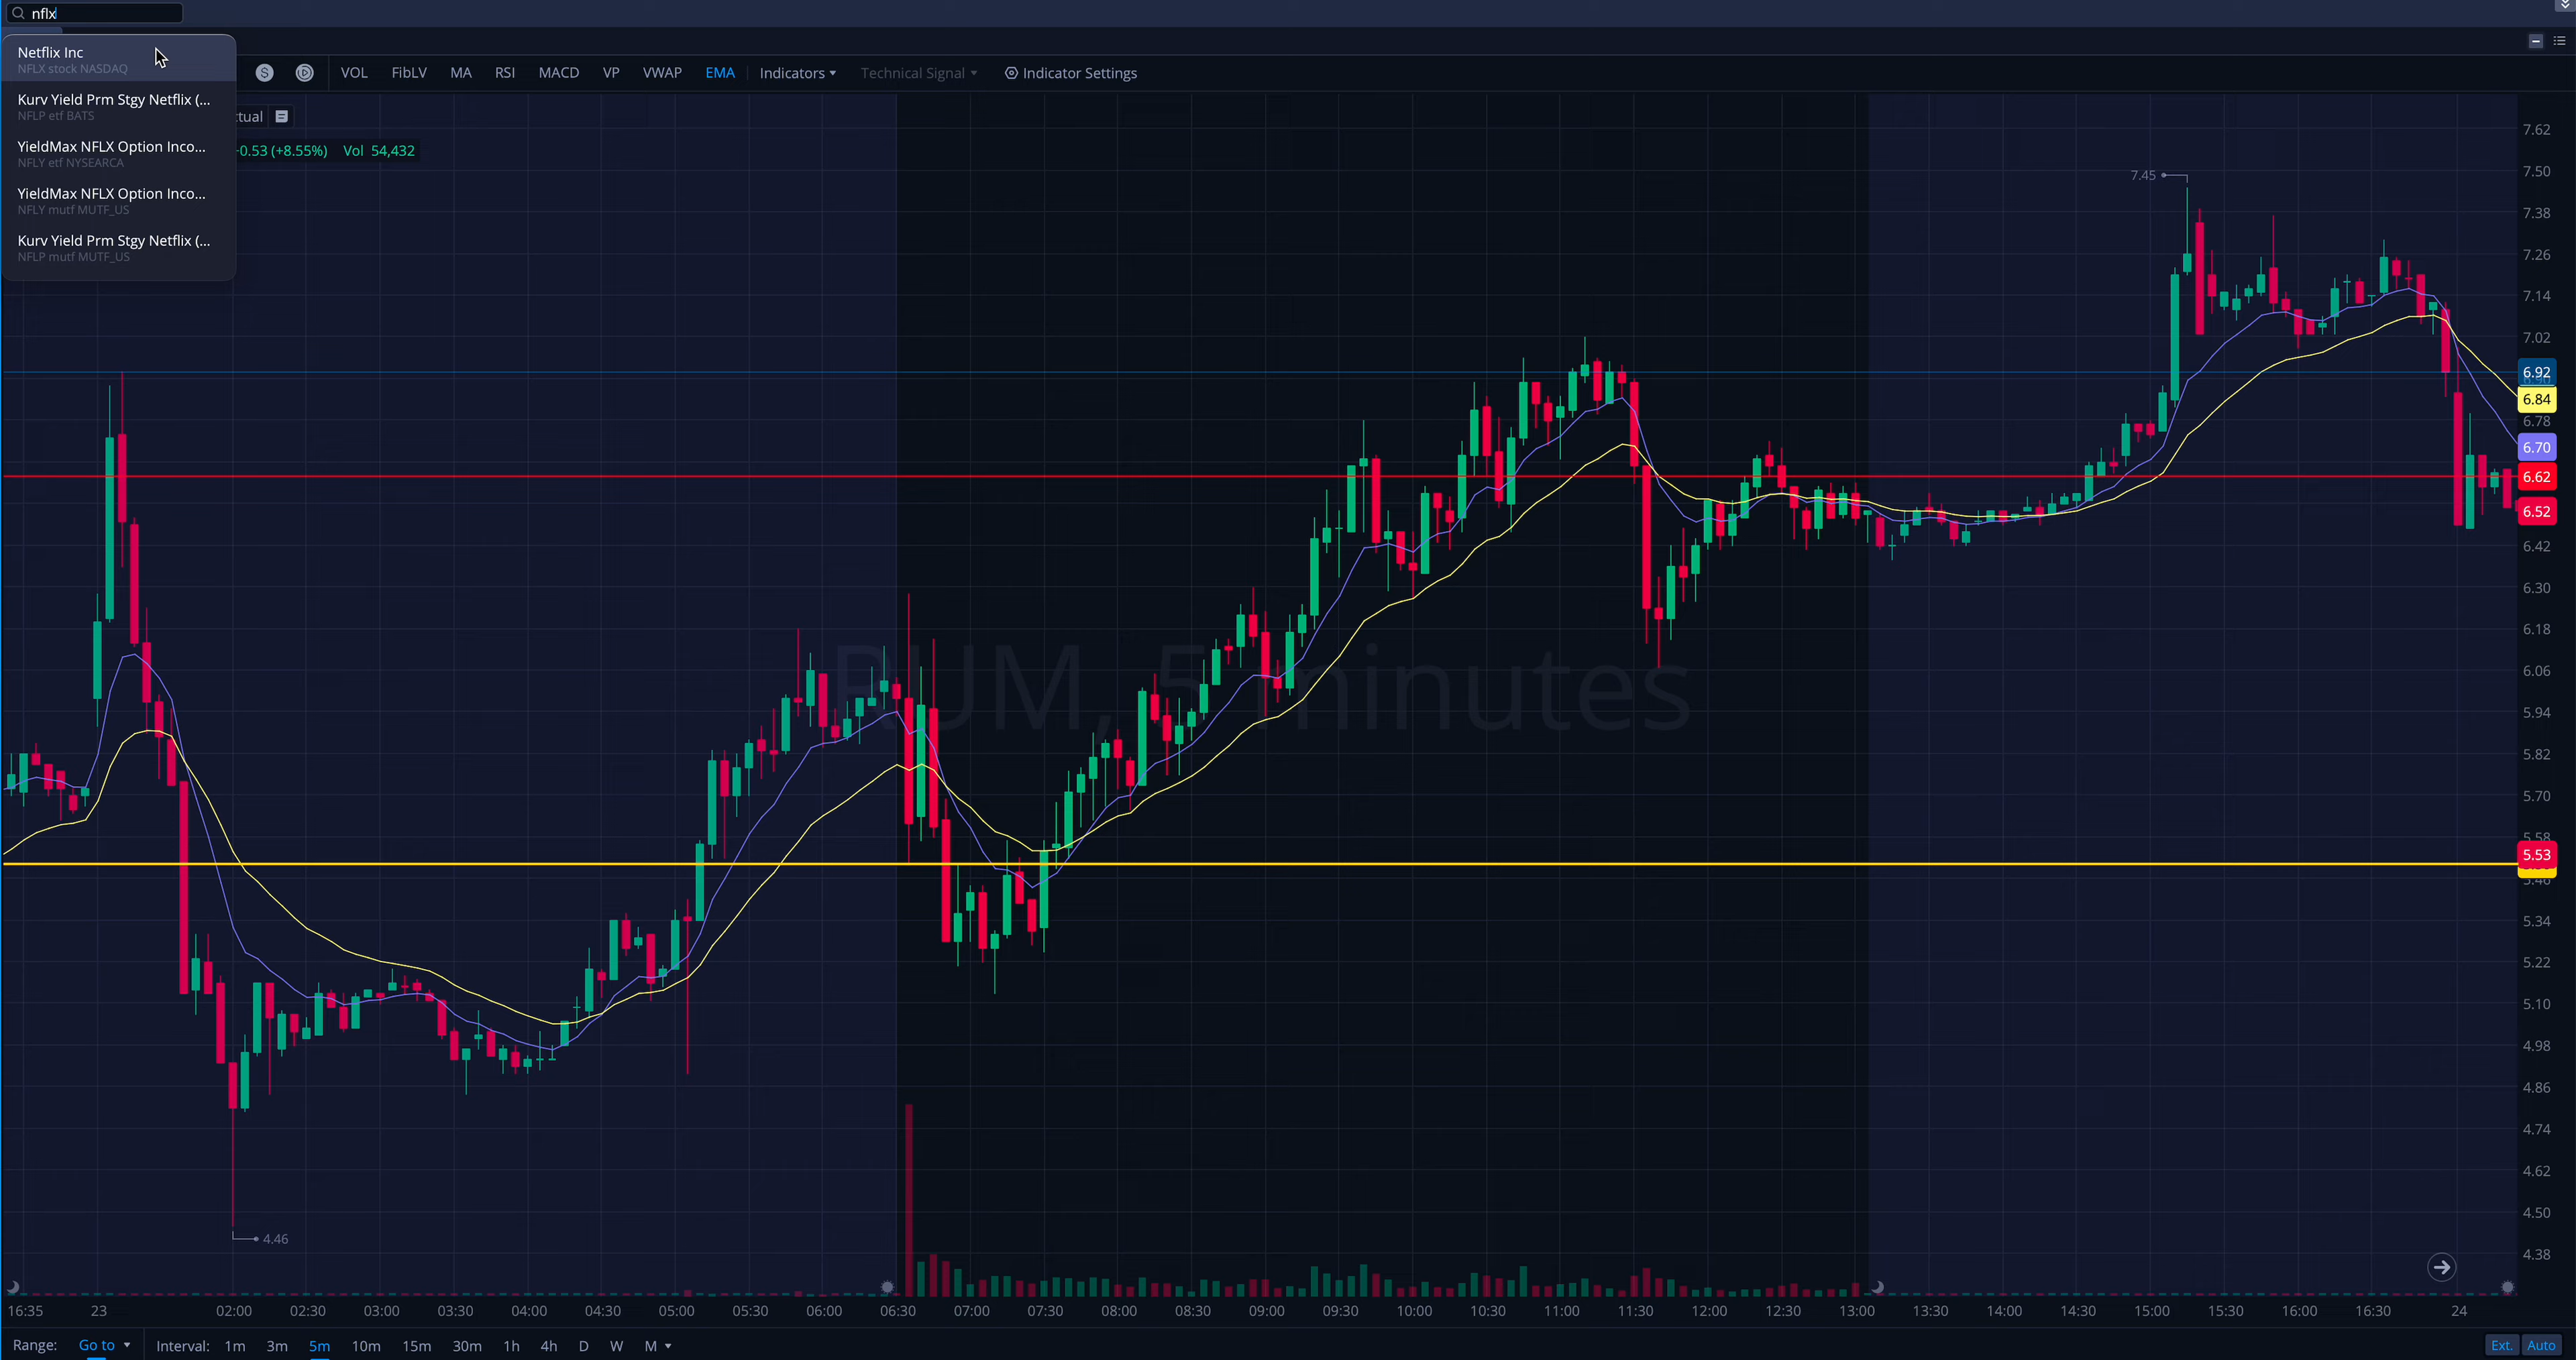 nflx
Netflix Inc
NFLX stock NASDAQ
Kurv Yield Prm Stgy Netflix (...
NFLP etf BATS
YieldMax NFLX Option Inco...
NFLY etf NYSEARCA
YieldMax NFLX Option Inco...
NFLY mutf MUTF_US
Kurv Yield Prm Stgy Netflix (...
NFLP mutf MUTF_US
VOL FibLV MA RSI MACD VP VWAP EMA Indicators Technical Signal Indicator Settings
ctual
0.53 (+8.55%) Vol 54,432
7.62
7.50
7.45
7.38
7.26
7.14
7.02
6.92
6.84
6.78
6.70
6.62
6.52
6.42
6.30
6.18
6.06
RUM, 5 minutes
5.94
5.82
5.70
5.58
5.53
5.46
5.34
5.22
5.10
4.98
4.86
4.74
4.62
4.50
4.46
4.38
16:35 23 02:00 02:30 03:00 03:30 04:00 04:30 05:00 05:30 06:00 06:30 07:00 07:30 08:00 08:30 09:00 09:30 10:00 10:30 11:00 11:30 12:00 12:30 13:00 13:30 14:00 14:30 15:00 15:30 16:00 16:30 24
Range: Go to Interval: 1m 3m 5m 10m 15m 30m 1h 4h D W M Ext. Auto